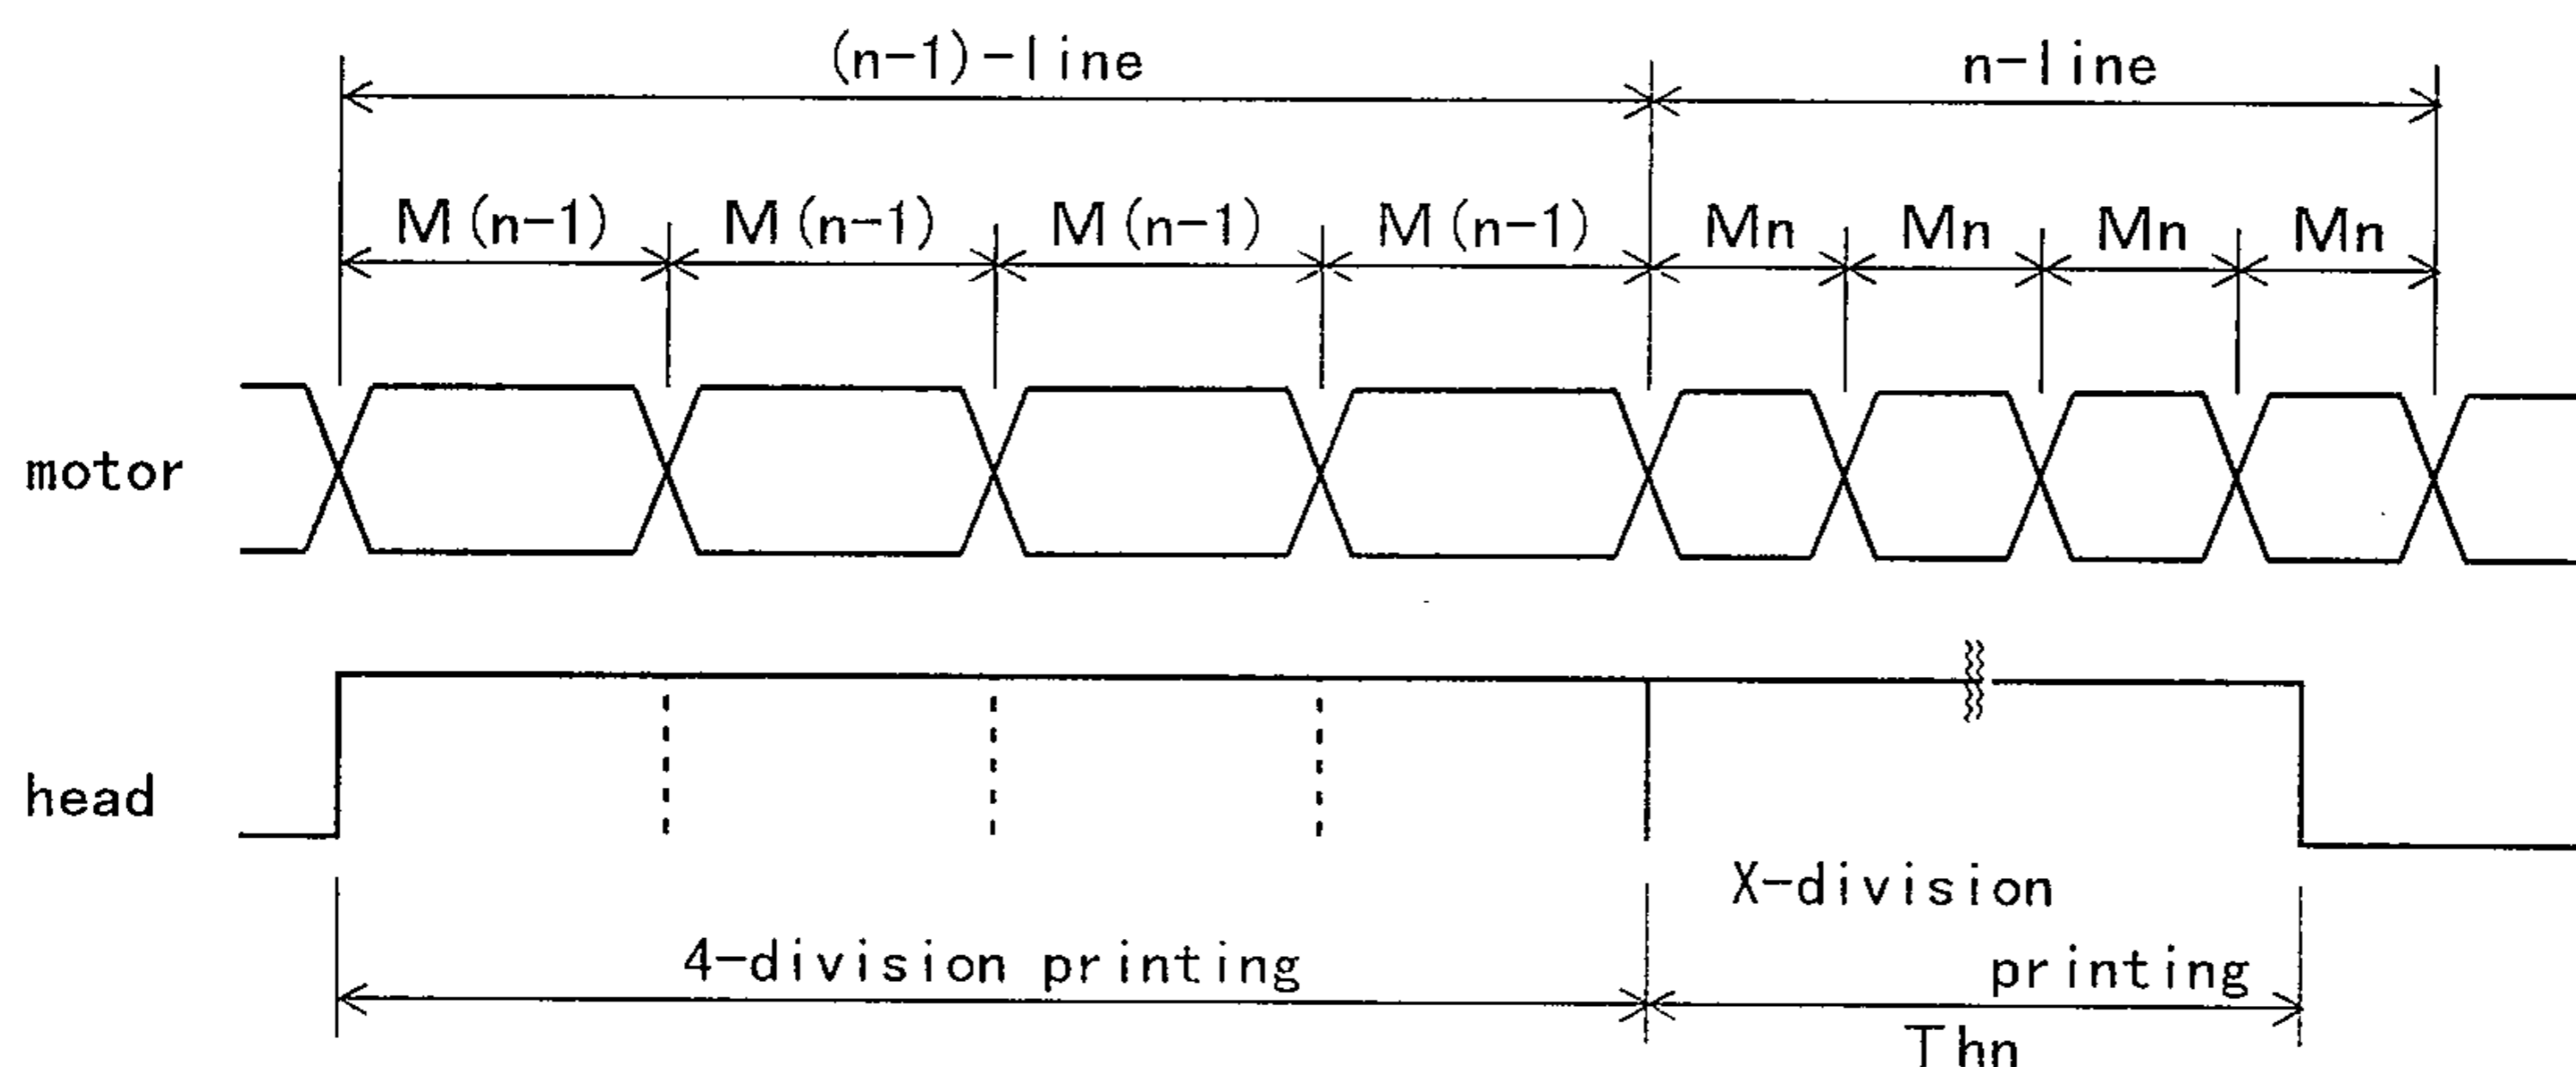 (n-1)-line n-line
M(n-1) M(n-1) M(n-1) M(n-1) Mn Mn Mn Mn
motor
head
X-division
4-division printing printing
Thn